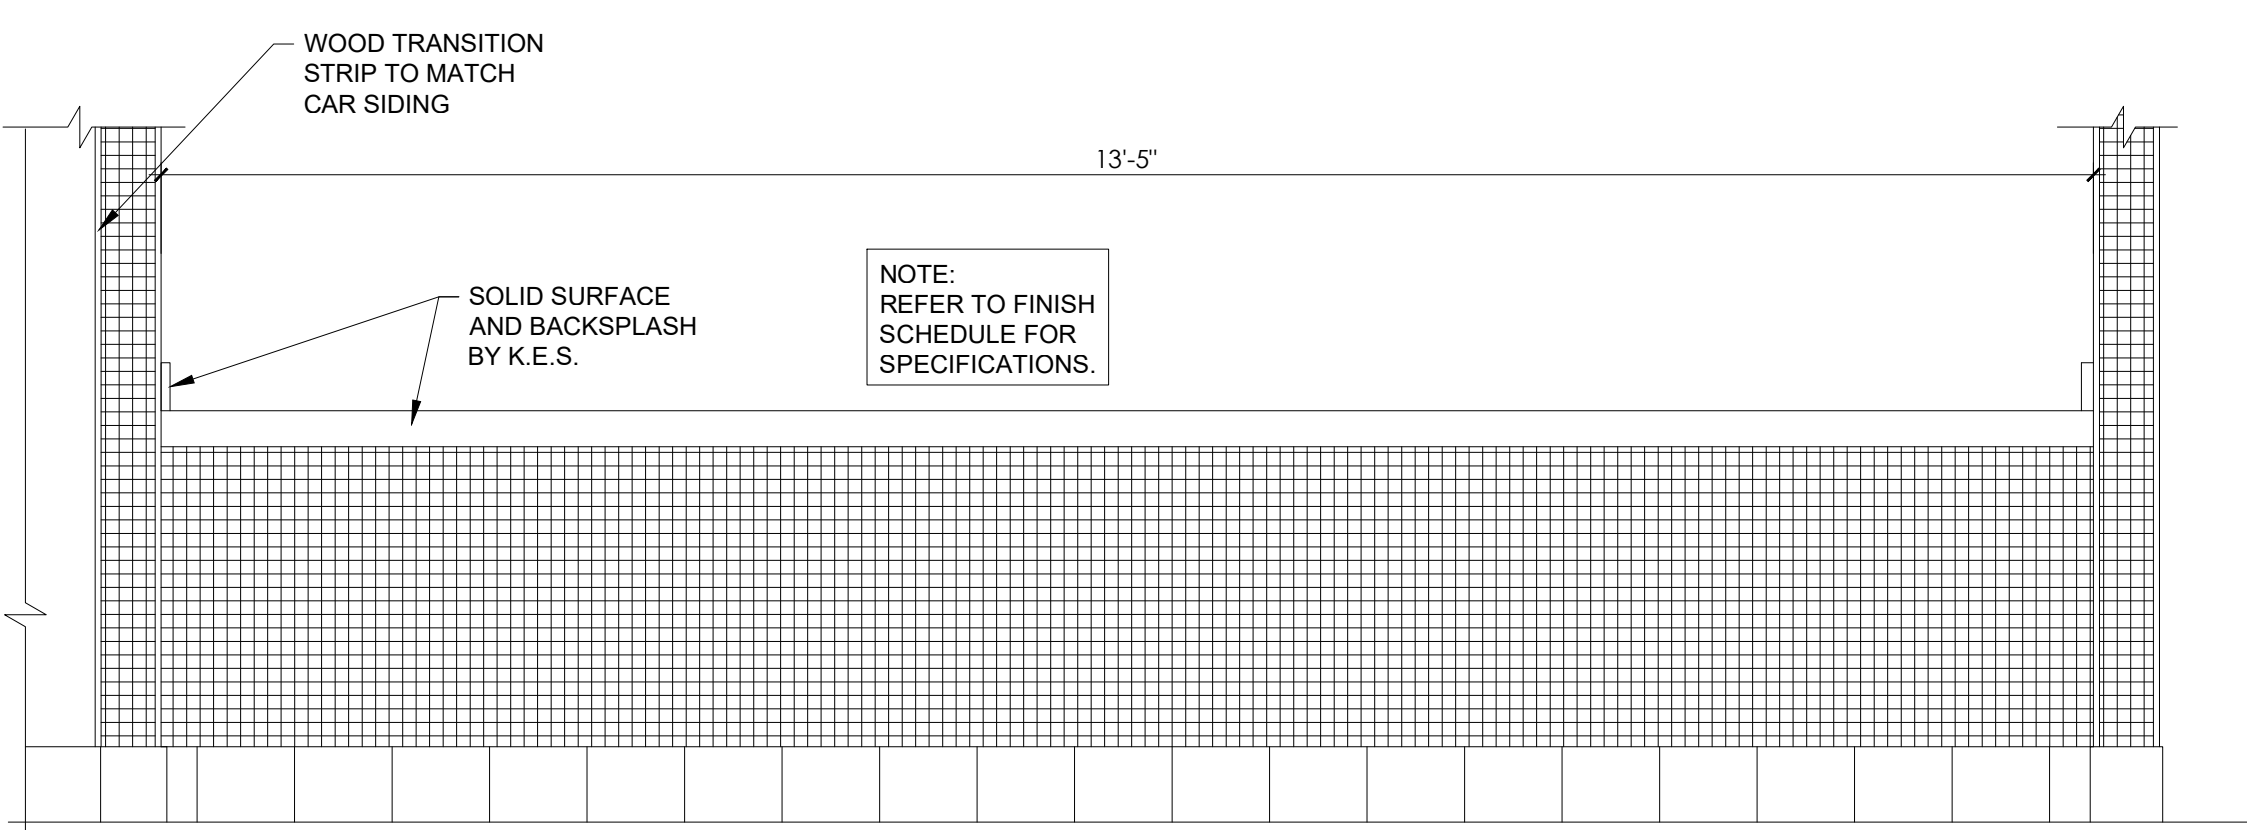 WOOD TRANSITION
STRIP TO MATCH
CAR SIDING
13'-5"
SOLID SURFACE
AND BACKSPLASH
BY K.E.S.
NOTE:
REFER TO FINISH
SCHEDULE FOR
SPECIFICATIONS.